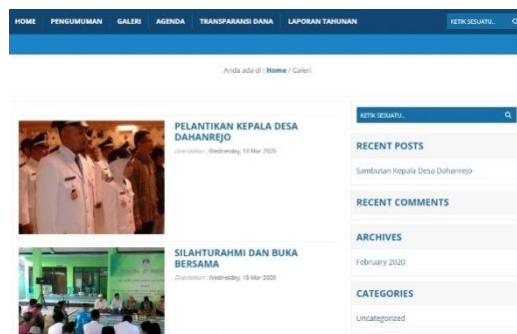 HOME PENGUMUMAN GALERI AGENDA TRANSPARANSI DANA LAPORAN TAHUNAN KETIK SESUATU..
Anda ada di : Home / Galeri
PELANTIKAN KEPALA DESA
DAHANREJO
Diterbitkan : Wednesday, 18 Mar 2020
SILAHTURAHMI DAN BUKA
BERSAMA
Diterbitkan : Wednesday, 18 Mar 2020
KETIK SESUATU..
RECENT POSTS
Sambutan Kepala Desa Dahanrejo
RECENT COMMENTS
ARCHIVES
February 2020
CATEGORIES
Uncategorized